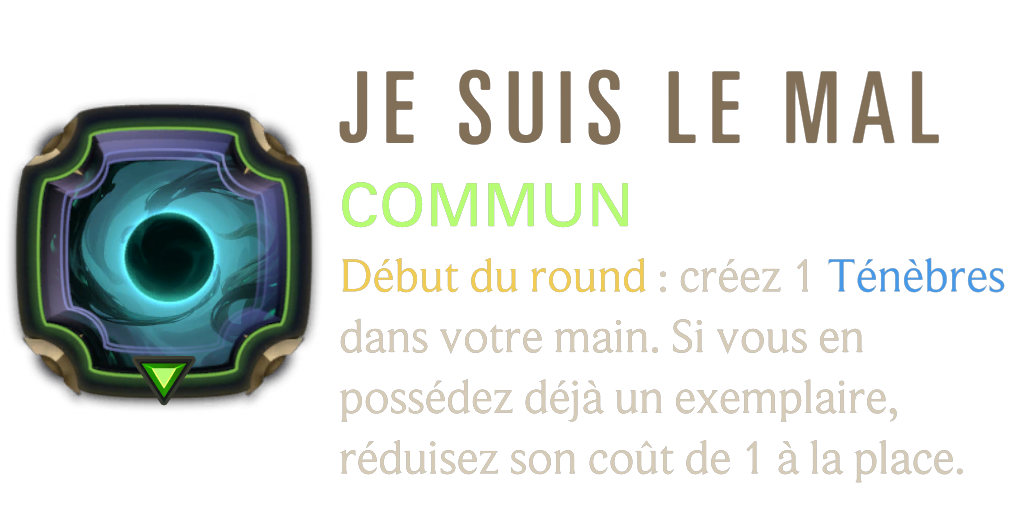 JE SUIS LE MAL
COMMUN
Début du round : créez 1 Ténèbres
dans votre main. Si vous en
possédez déjà un exemplaire,
réduisez son coût de 1 à la place.